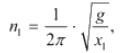 n₁ = 1/2π · √(g/x₁),